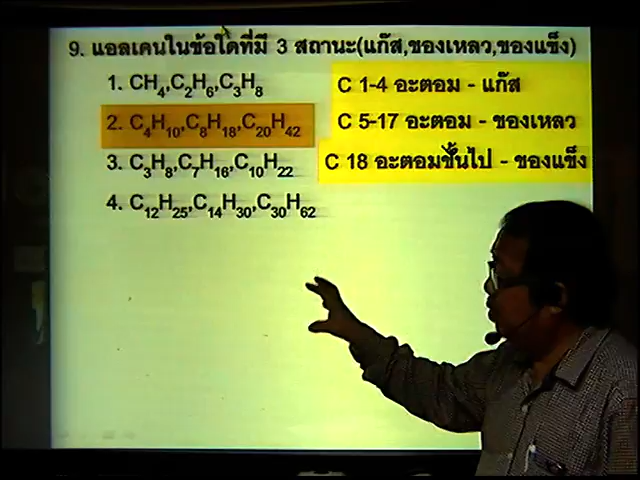 9. แอลเคนในข้อใดที่มี 3 สถานะ(แก๊ส,ของเหลว,ของแข็ง)
1. CH4,C2H6,C3H8
C 1-4 อะตอม - แก๊ส
2. C4H10,C8H18,C20H42
C 5-17 อะตอม - ของเหลว
3. C3H8,C7H16,C10H22
C 18 อะตอมขึ้นไป - ของแข็ง
4. C12H25,C14H30,C30H62